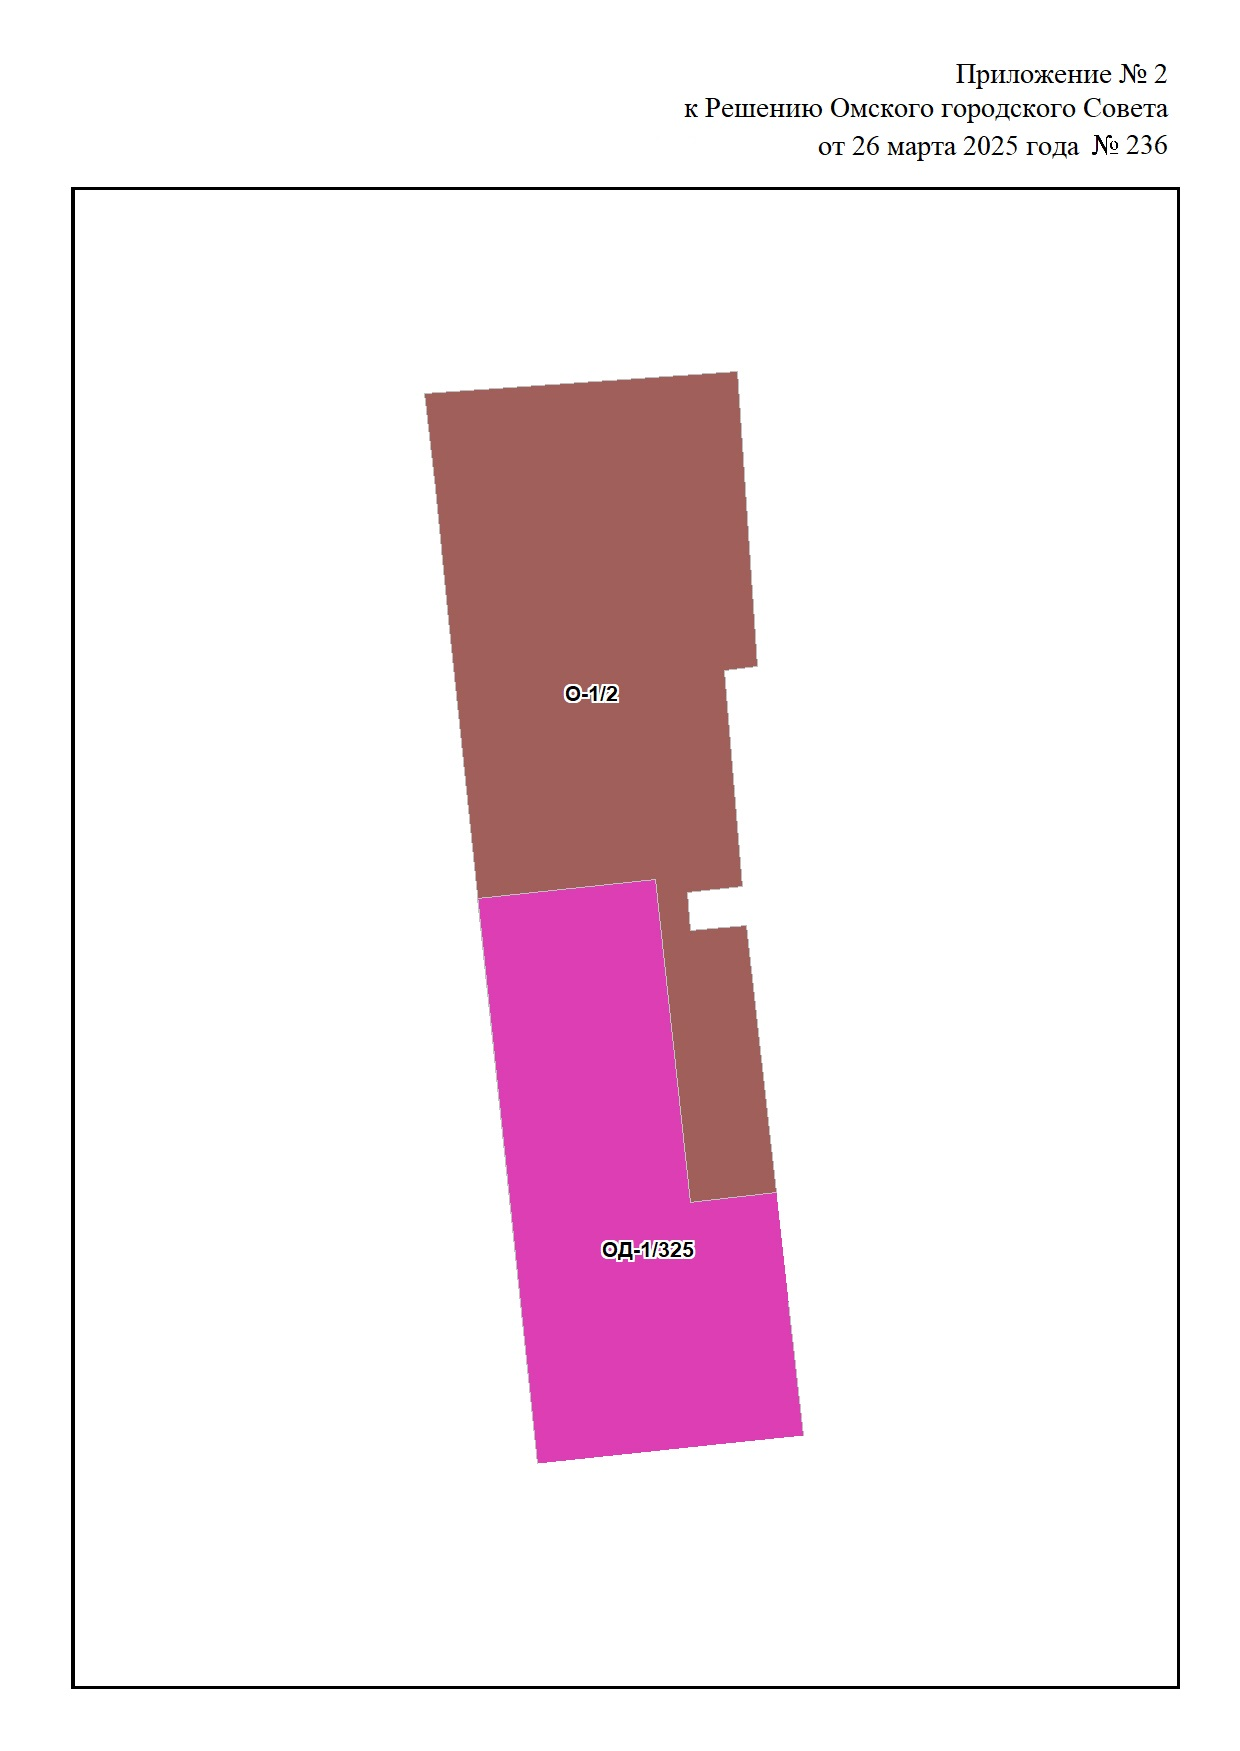 Приложение № 2
к Решению Омского городского Совета
от 26 марта 2025 года № 236
О-1/2
ОД-1/325